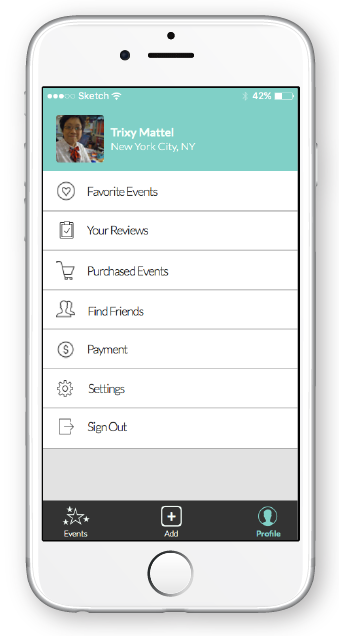 Sketch 42%
Trixy Mattel
New York City, NY
Favorite Events
Your Reviews
Purchased Events
Find Friends
Payment
Settings
Sign Out
Events Add Profile